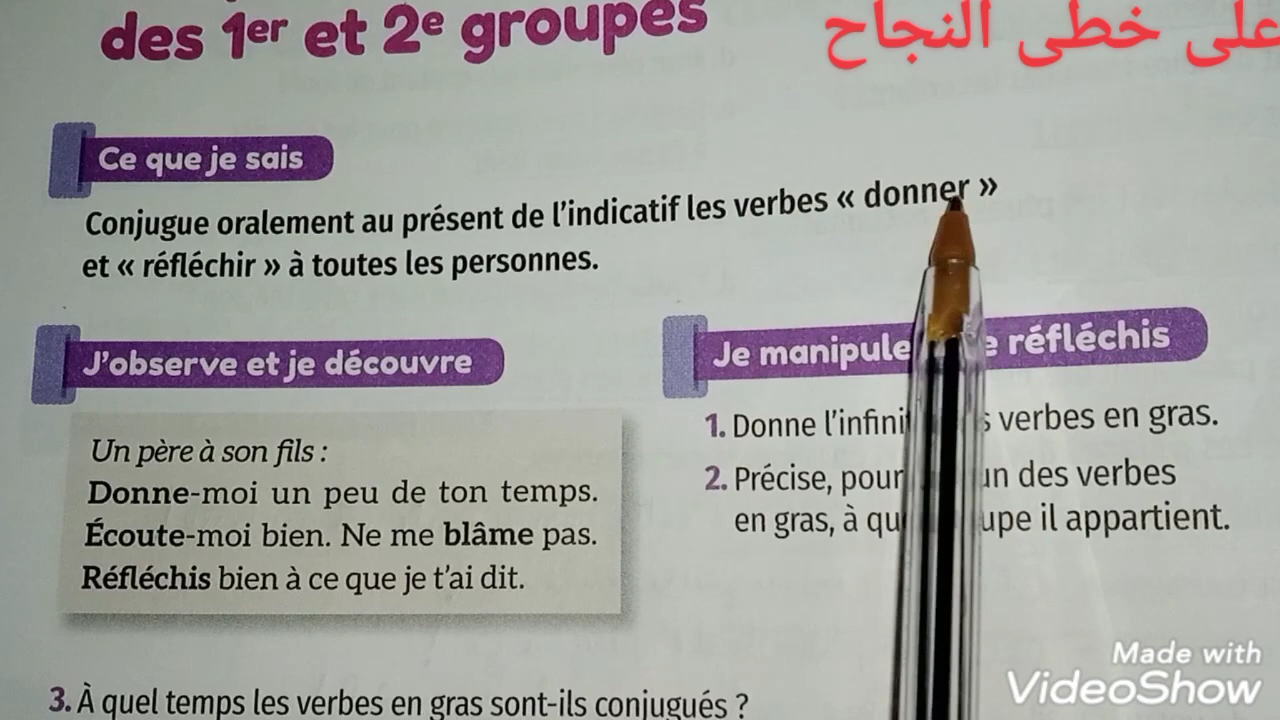 des 1er et 2e groupes
على خطى النجاح
Ce que je sais
Conjugue oralement au présent de l'indicatif les verbes « donner »
et « réfléchir » à toutes les personnes.
J'observe et je découvre
Un père à son fils :
Donne-moi un peu de ton temps.
Écoute-moi bien. Ne me blâme pas.
Réfléchis bien à ce que je t'ai dit.
Je manipule réfléchis
1. Donne verbes en gras.
2. Précise, pour des verbes
en gras, à il appartient.
3. À quel temps les verbes en gras sont-ils conjugués ?
Made with
VideoShow